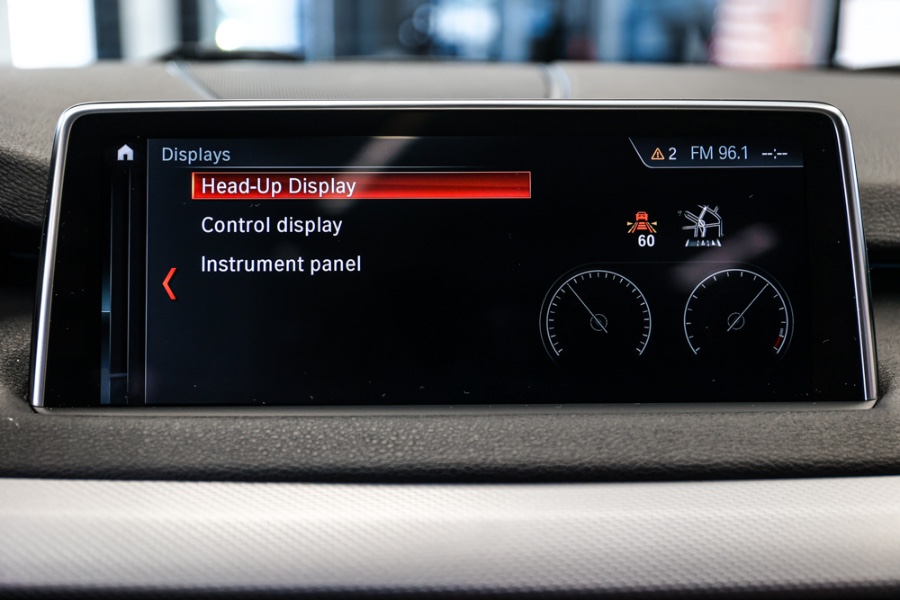 Displays
2 FM 96.1 --:--
Head-Up Display
Control display
Instrument panel
60